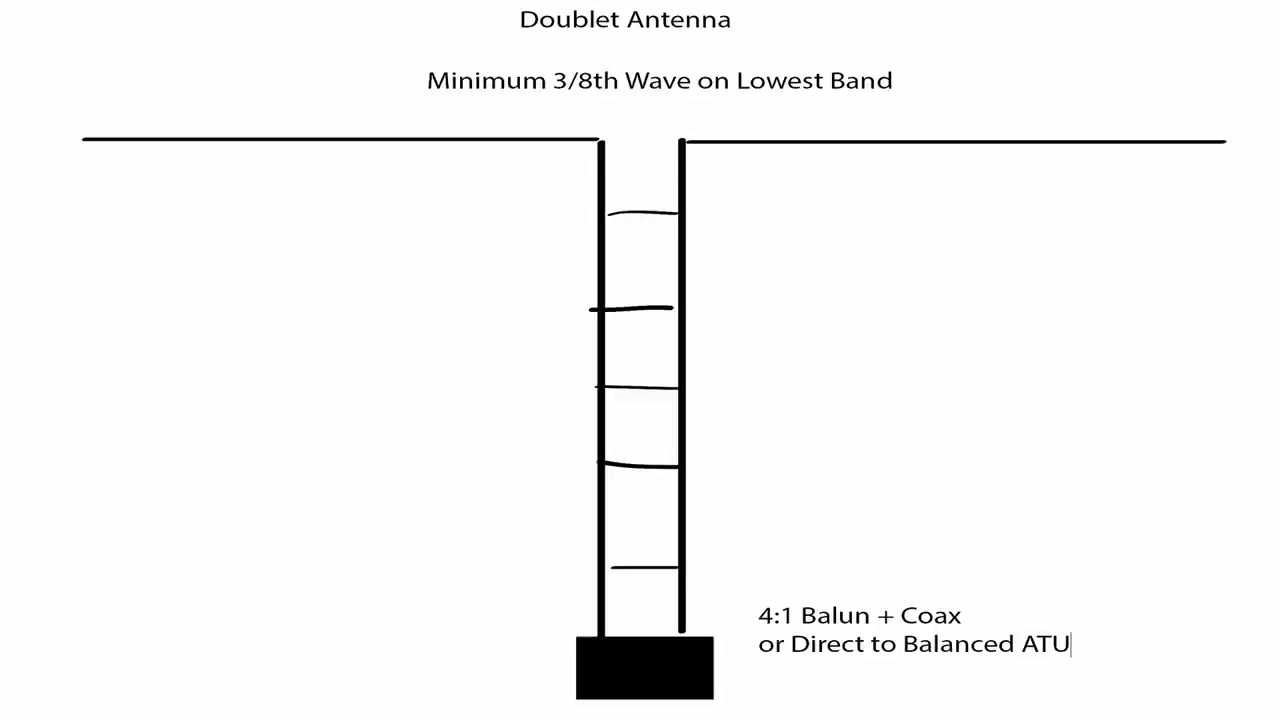 Doublet Antenna
Minimum 3/8th Wave on Lowest Band
4:1 Balun + Coax
or Direct to Balanced ATU